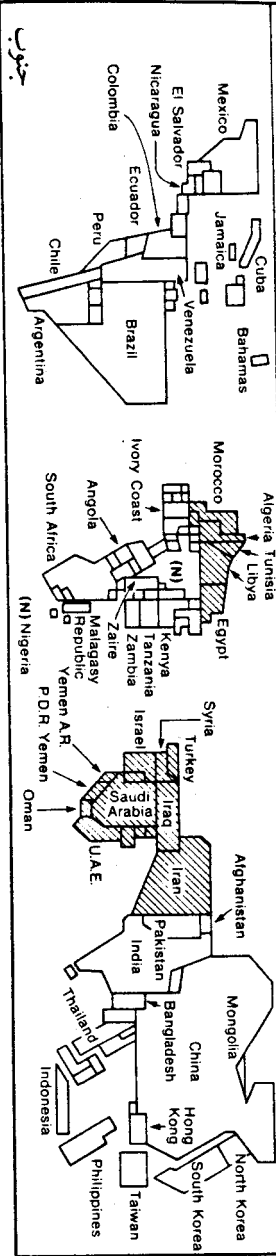 Mexico
El Salvador
Nicaragua
Colombia
Ecuador
Peru
Chile
Argentina
Brazil
Venezuela
Jamaica
Cuba
Bahamas
جنوب
Algeria
Tunisia
Libya
Morocco
Egypt
Ivory Coast
(N)
Angola
South Africa
Kenya
Tanzania
Zambia
Zaire
Malagasy
Republic
(N) Nigeria
Syria
Turkey
Israel
Iraq
Saudi
Arabia
Yemen A.R.
P.D.R. Yemen
Oman
U.A.E.
Iran
Afghanistan
Pakistan
India
Mongolia
China
Bangladesh
Thailand
Hong
Kong
North Korea
South Korea
Taiwan
Philippines
Indonesia